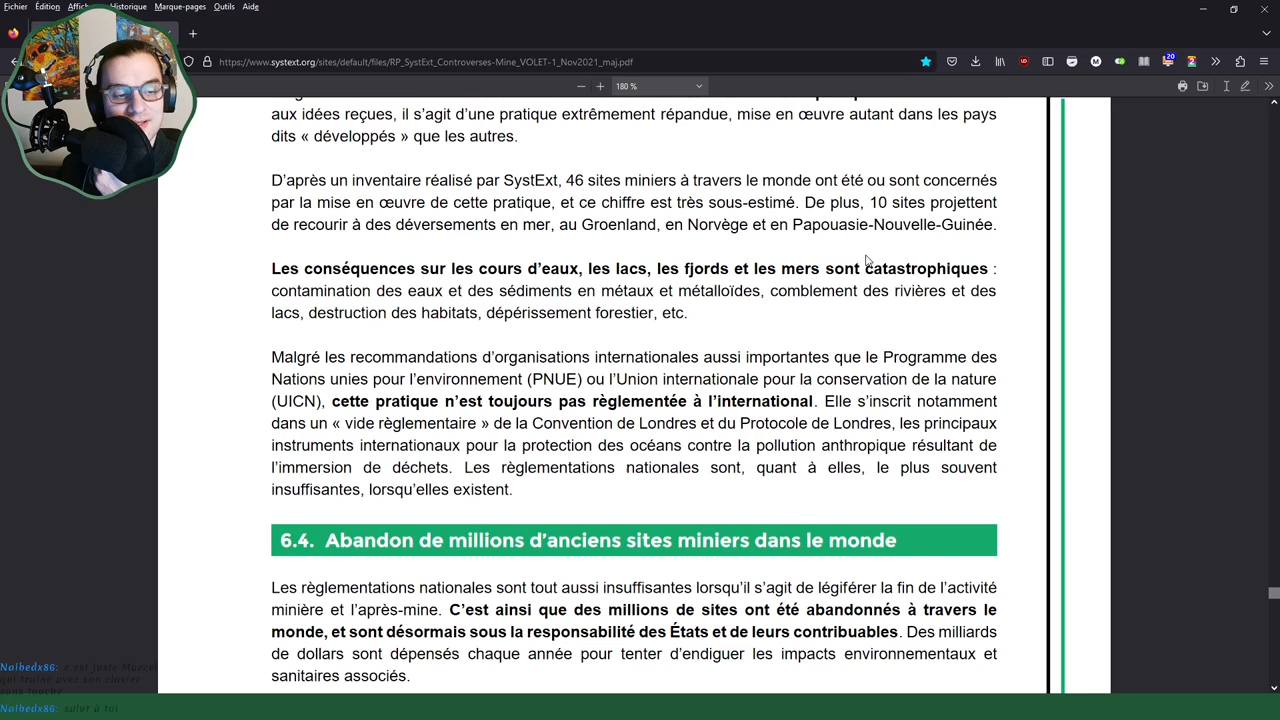 Fichier Édition Historique Marque-pages Outils Aide
https://www.systext.org/sites/default/files/RP_SystExt_Controverses-Mine_VOLET-1_Nov2021_maj.pdf
20
180 %
aux idées reçues, il s’agit d’une pratique extrêmement répandue, mise en œuvre autant dans les pays
dits « développés » que les autres.
D’après un inventaire réalisé par SystExt, 46 sites miniers à travers le monde ont été ou sont concernés
par la mise en œuvre de cette pratique, et ce chiffre est très sous-estimé. De plus, 10 sites projettent
de recourir à des déversements en mer, au Groenland, en Norvège et en Papouasie-Nouvelle-Guinée.
Les conséquences sur les cours d’eaux, les lacs, les fjords et les mers sont catastrophiques :
contamination des eaux et des sédiments en métaux et métalloïdes, comblement des rivières et des
lacs, destruction des habitats, dépérissement forestier, etc.
Malgré les recommandations d’organisations internationales aussi importantes que le Programme des
Nations unies pour l’environnement (PNUE) ou l’Union internationale pour la conservation de la nature
(UICN), cette pratique n’est toujours pas règlementée à l’international. Elle s’inscrit notamment
dans un « vide règlementaire » de la Convention de Londres et du Protocole de Londres, les principaux
instruments internationaux pour la protection des océans contre la pollution anthropique résultant de
l’immersion de déchets. Les règlementations nationales sont, quant à elles, le plus souvent
insuffisantes, lorsqu’elles existent.
6.4. Abandon de millions d’anciens sites miniers dans le monde
Les règlementations nationales sont tout aussi insuffisantes lorsqu’il s’agit de légiférer la fin de l’activité
minière et l’après-mine. C’est ainsi que des millions de sites ont été abandonnés à travers le
monde, et sont désormais sous la responsabilité des États et de leurs contribuables. Des milliards
de dollars sont dépensés chaque année pour tenter d’endiguer les impacts environnementaux et
sanitaires associés.
Nalbedx86: c est juste Marcel
qui traine avec son clavier
sans touche
Nalbedx86: salut à toi